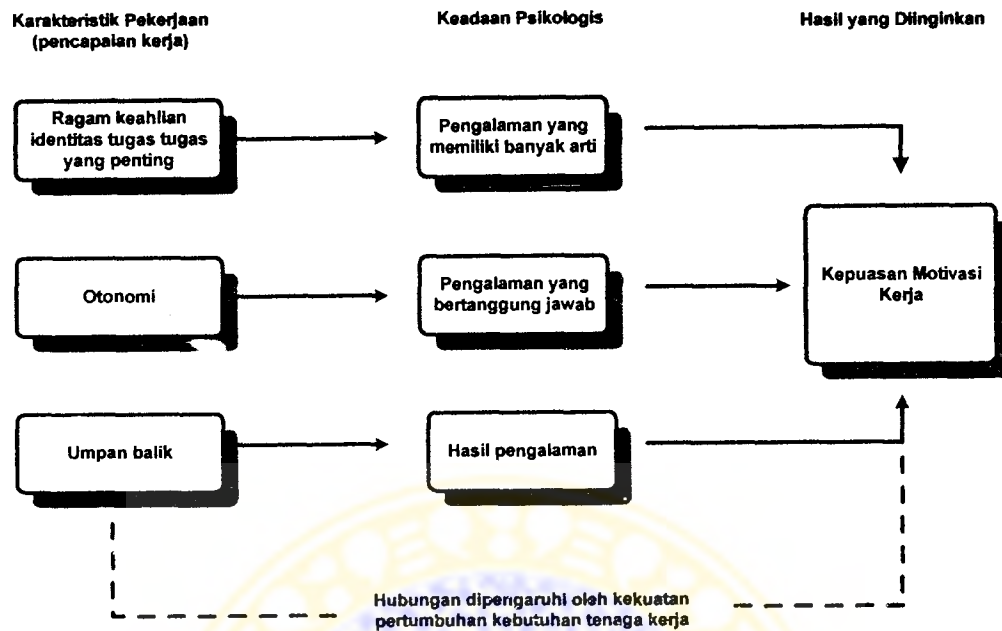 Karakteristik Pekerjaan
(pencapaian kerja)
Keadaan Psikologis
Hasil yang Diinginkan
Ragam keahlian
identitas tugas tugas
yang penting
Pengalaman yang
memiliki banyak arti
Otonomi
Pengalaman yang
bertanggung jawab
Kepuasan Motivasi
Kerja
Umpan balik
Hasil pengalaman
Hubungan dipengaruhi oleh kekuatan
pertumbuhan kebutuhan tenaga kerja